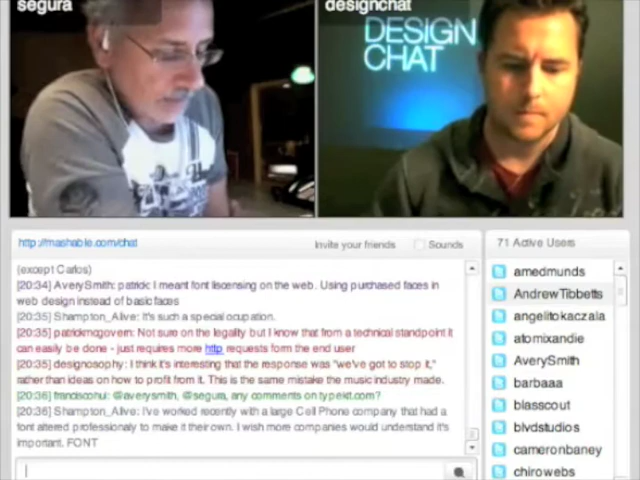 segura
designchat
DESIGN
CHAT
http://mashable.com/chat
Invite your friends
Sounds
71 Active Users
(except Carlos)
[20:34] AverySmith: patrick: I meant font liscensing on the web. Using purchased faces in
web design instead of basic faces
[20:35] Shampton_Alive: It's such a special ocupation.
[20:35] patrickmcgovern: Not sure on the legality but I know that from a technical standpoint it
can easily be done - just requires more http requests form the end user
[20:35] designosophy: I think it's interesting that the response was "we've got to stop it,"
rather than ideas on how to profit from it. This is the same mistake the music industry made.
[20:36] franciscohui: @averysmith, @segura, any comments on typekit.com?
[20:36] Shampton_Alive: I've worked recently with a large Cell Phone company that had a
font altered professionaly to make it their own. I wish more companies would understand it's
important. FONT
amedmunds
AndrewTibbetts
angelitokaczala
atomixandie
AverySmith
barbaaa
blasscout
blvdstudios
cameronbaney
chirowebs